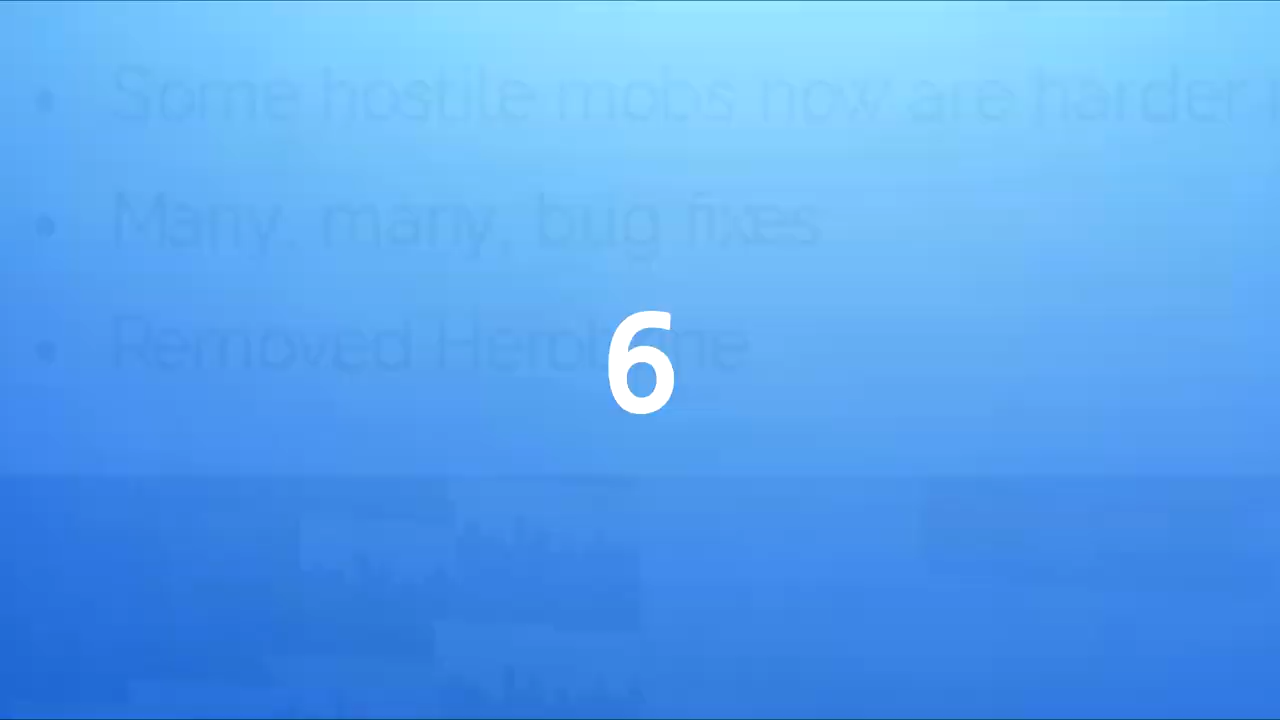 • Some hostile mobs now are harder
• Many, many, bug fixes
• Removed Herobrine
6